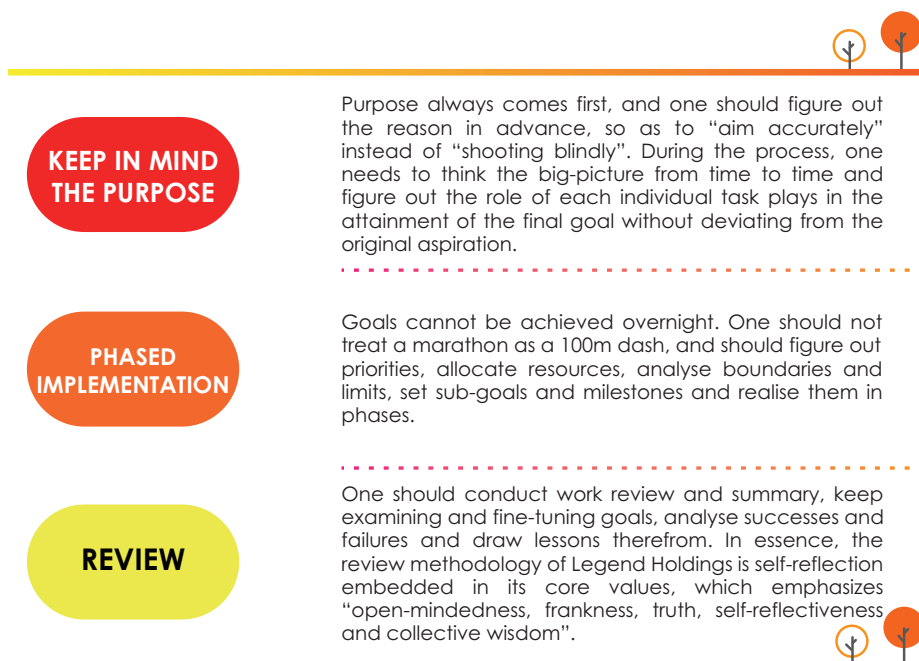 KEEP IN MIND
THE PURPOSE
Purpose always comes first, and one should figure out
the reason in advance, so as to “aim accurately”
instead of “shooting blindly”. During the process, one
needs to think the big-picture from time to time and
figure out the role of each individual task plays in the
attainment of the final goal without deviating from the
original aspiration.
PHASED
IMPLEMENTATION
Goals cannot be achieved overnight. One should not
treat a marathon as a 100m dash, and should figure out
priorities, allocate resources, analyse boundaries and
limits, set sub-goals and milestones and realise them in
phases.
REVIEW
One should conduct work review and summary, keep
examining and fine-tuning goals, analyse successes and
failures and draw lessons therefrom. In essence, the
review methodology of Legend Holdings is self-reflection
embedded in its core values, which emphasizes
“open-mindedness, frankness, truth, self-reflectiveness
and collective wisdom”.